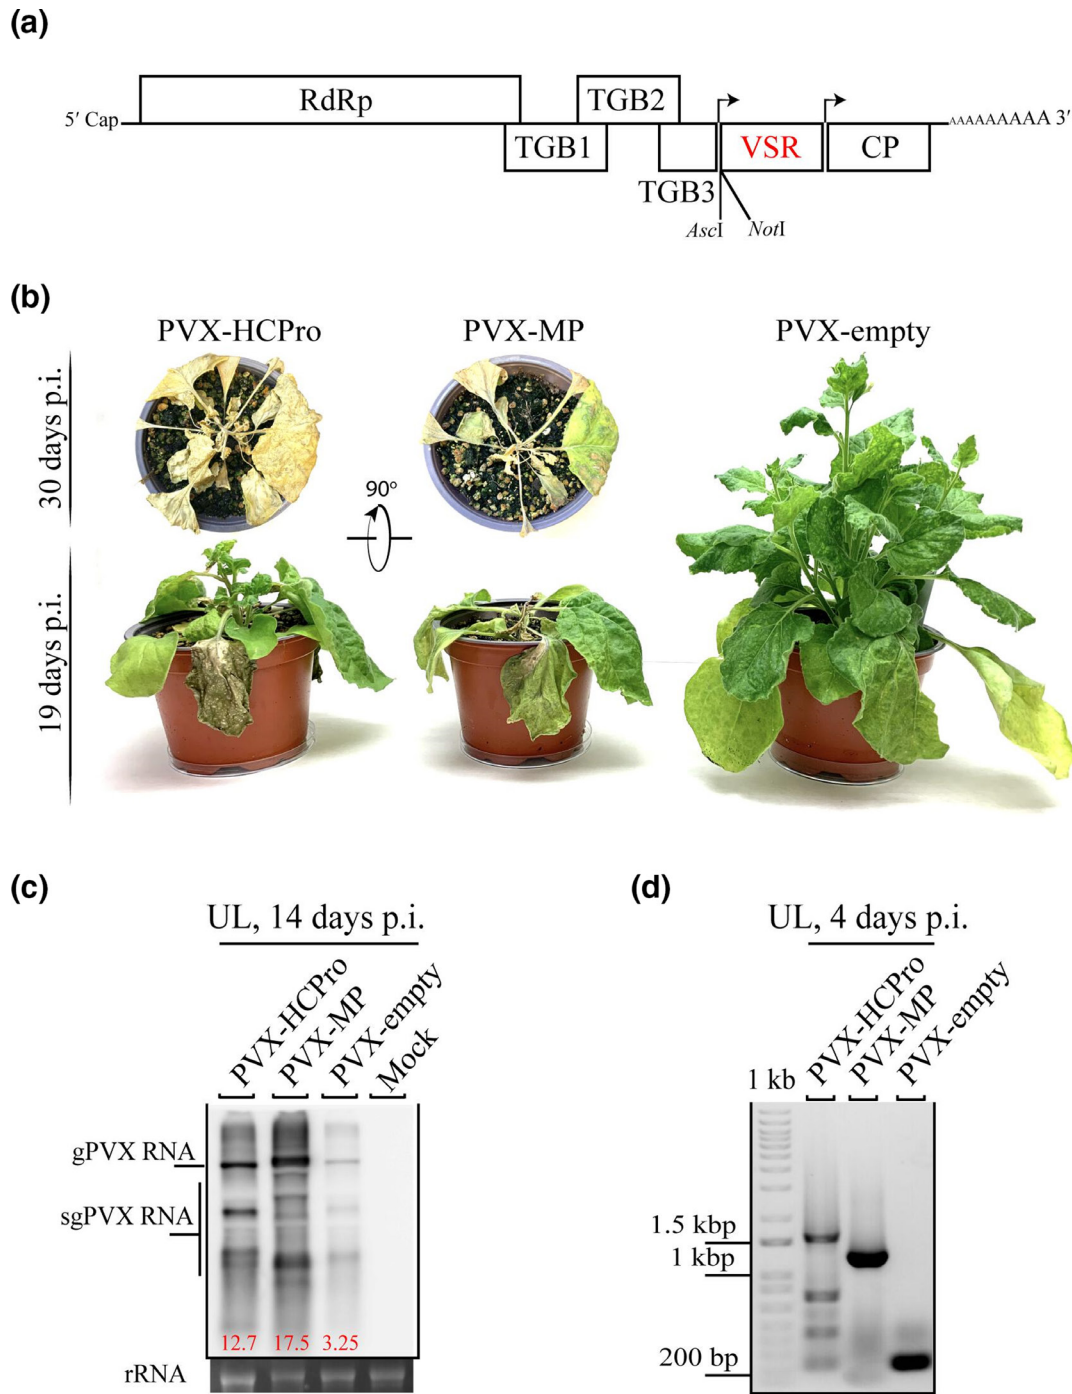 (a)
RdRp
TGB2
5′ Cap
AAAAAAAAA 3′
TGB1
VSR
CP
TGB3
AscI
NotI
(b)
PVX-HCPro
PVX-MP
PVX-empty
30 days p.i.
90°
19 days p.i.
(c)
UL, 14 days p.i.
PVX-HCPro
PVX-MP
PVX-empty
Mock
gPVX RNA
sgPVX RNA
12.7 17.5 3.25
rRNA
(d)
UL, 4 days p.i.
PVX-HCPro
PVX-MP
PVX-empty
1 kb
1.5 kbp
1 kbp
200 bp